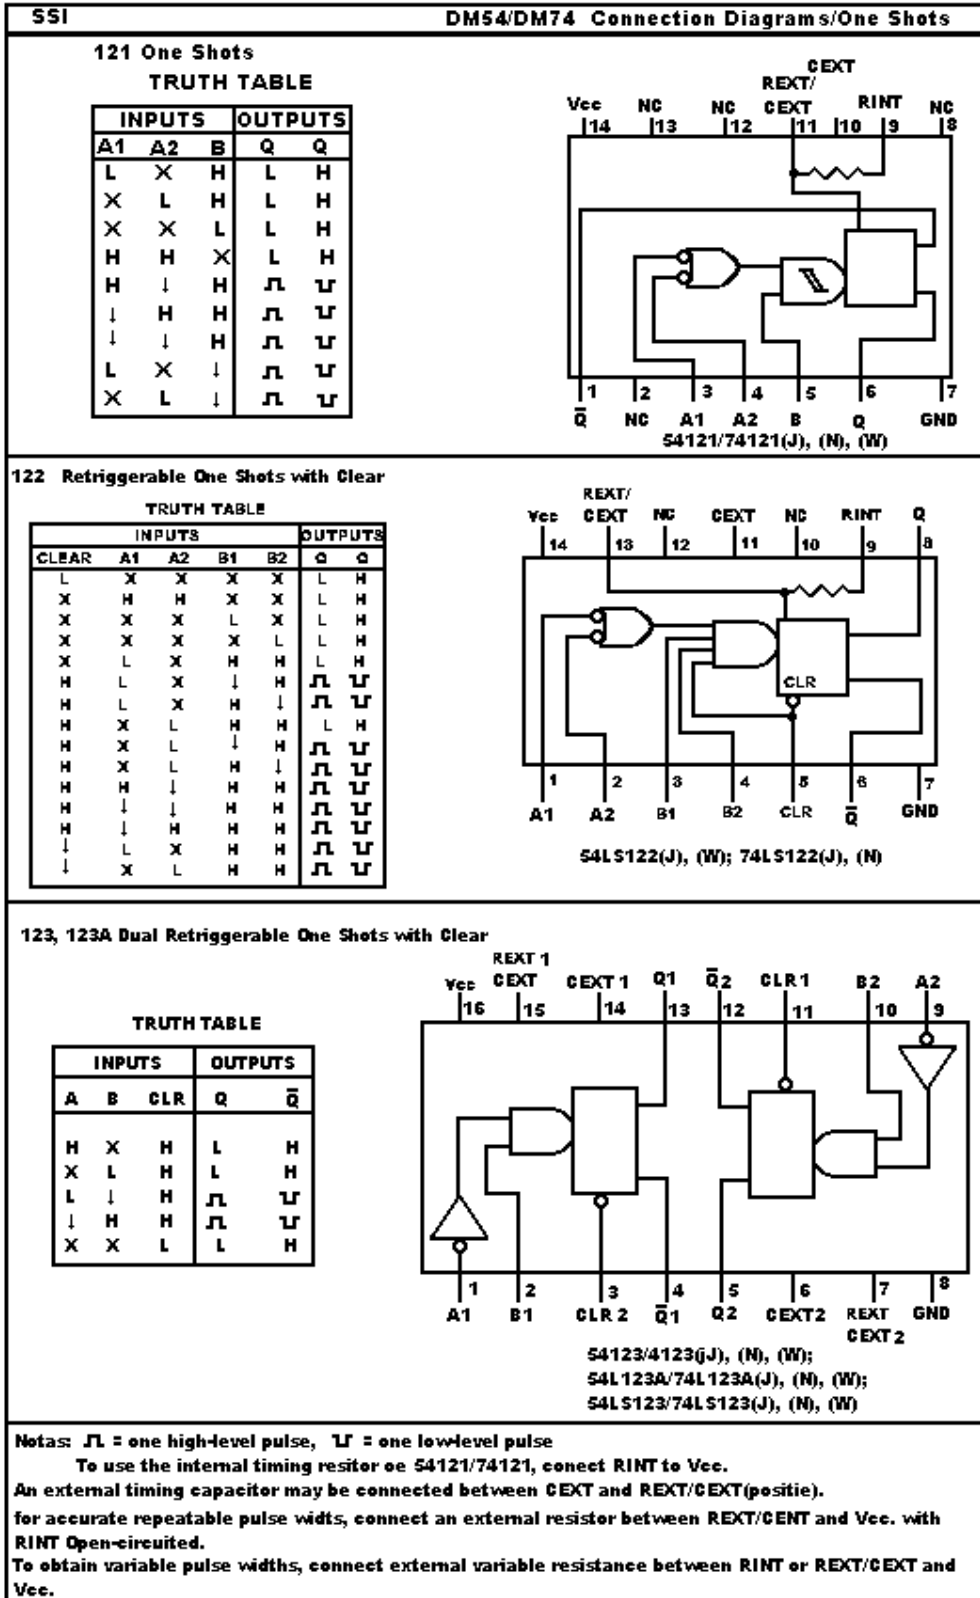 SSI
DM54/DM74 Connection Diagrams/One Shots
121 One Shots
TRUTH TABLE
INPUTS OUTPUTS
A1 A2 B Q Q
L X H L H
X L H L H
X X L L H
H H X L H
H ↓ H ⎍ ⊔
↓ H H ⎍ ⊔
↓ ↓ H ⎍ ⊔
L X ↓ ⎍ ⊔
X L ↓ ⎍ ⊔
CEXT
REXT/
Vcc NC NC CEXT RINT NC
14 13 12 11 10 9 8
1 2 3 4 5 6 7
Q̅ NC A1 A2 B Q GND
54121/74121(J), (N), (W)
122 Retriggerable One Shots with Clear
TRUTH TABLE
INPUTS OUTPUTS
CLEAR A1 A2 B1 B2 Q Q
L X X X X L H
X H H X X L H
X X X L X L H
X X X X L L H
X L X H H L H
H L X ↓ H ⎍ ⊔
H L X H ↓ ⎍ ⊔
H X L H H L H
H X L ↓ H ⎍ ⊔
H X L H ↓ ⎍ ⊔
H H ↓ H H ⎍ ⊔
H ↓ ↓ H H ⎍ ⊔
H ↓ H H H ⎍ ⊔
↓ L X H H ⎍ ⊔
↓ X L H H ⎍ ⊔
REXT/
Vcc CEXT NC CEXT NC RINT Q
14 13 12 11 10 9 8
CLR
1 2 3 4 5 6 7
A1 A2 B1 B2 CLR Q̅ GND
54LS122(J), (W); 74LS122(J), (N)
123, 123A Dual Retriggerable One Shots with Clear
TRUTH TABLE
INPUTS OUTPUTS
A B CLR Q Q̅
H X H L H
X L H L H
L ↓ H ⎍ ⊔
↓ H H ⎍ ⊔
X X L L H
REXT 1
Vcc CEXT CEXT 1 Q1 Q̅2 CLR1 B2 A2
16 15 14 13 12 11 10 9
1 2 3 4 5 6 7 8
A1 B1 CLR 2 Q̅1 Q2 CEXT2 REXT GND
CEXT 2
54123/4123(jJ), (N), (W);
54L123A/74L123A(J), (N), (W);
54LS123/74LS123(J), (N), (W)
Notas: ⎍ = one high-level pulse, ⊔ = one low-level pulse
To use the internal timing resitor oe 54121/74121, conect RINT to Vcc.
An external timing capacitor may be connected between CEXT and REXT/CEXT(positie).
for accurate repeatable pulse widts, connect an external resistor between REXT/CENT and Vcc. with
RINT Open-circuited.
To obtain variable pulse widths, connect external variable resistance between RINT or REXT/CEXT and
Vcc.